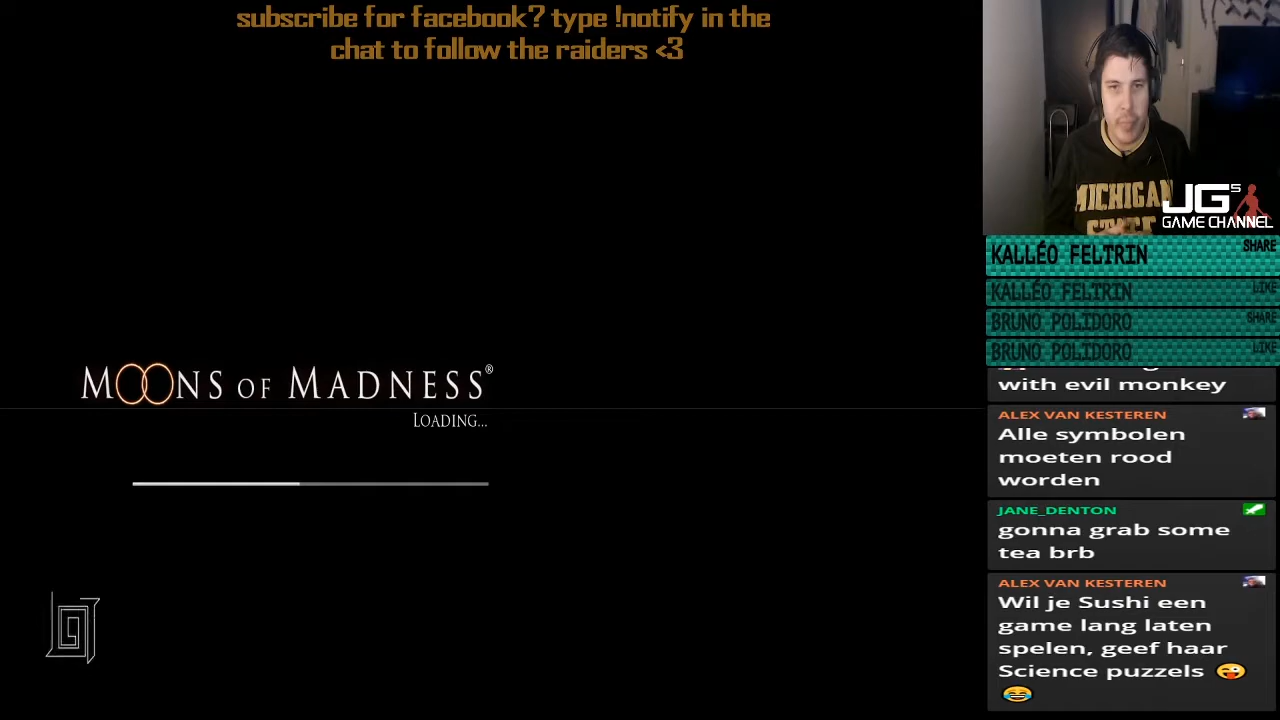 subscribe for facebook? type !notify in the
chat to follow the raiders <3
MICHIGAN
STATE
JGS
GAME CHANNEL
KALLÉO FELTRIN SHARE
KALLÉO FELTRIN LIKE
BRUNO POLIDORO SHARE
BRUNO POLIDORO LIKE
with evil monkey
ALEX VAN KESTEREN
Alle symbolen
moeten rood
worden
JANE_DENTON
gonna grab some
tea brb
ALEX VAN KESTEREN
Wil je Sushi een
game lang laten
spelen, geef haar
Science puzzels 😜
😂
MOONS OF MADNESS®
LOADING...